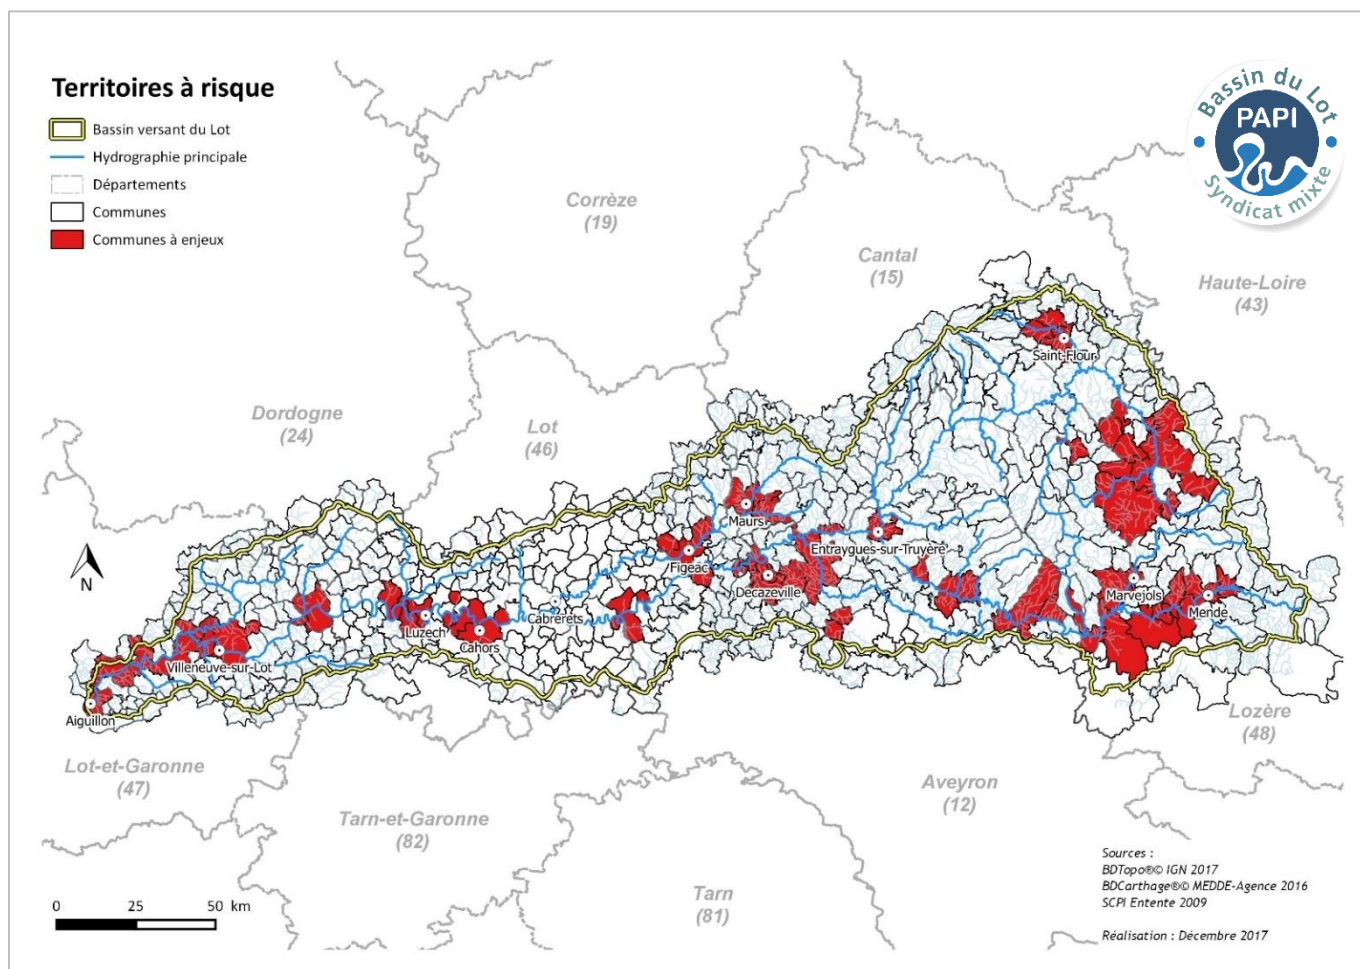 Territoires à risque
Bassin versant du Lot
Hydrographie principale
Départements
Communes
Communes à enjeux
Bassin du Lot
PAPI
Syndicat mixte
Corrèze
(19)
Cantal
(15)
Haute-Loire
(43)
Saint-Flour
Dordogne
(24)
Lot
(46)
Maurs
Entraygues-sur-Truyère
Figeac
Decazeville
N
Marvejols
Mende
Cabrerets
Luzech
Cahors
Villeneuve-sur-Lot
Aiguillon
Lozère
(48)
Lot-et-Garonne
(47)
Aveyron
(12)
Tarn-et-Garonne
(82)
Tarn
(81)
Sources :
BDTopo®© IGN 2017
BDCarthage®© MEDDE-Agence 2016
SCPI Entente 2009
Réalisation : Décembre 2017
0 25 50 km